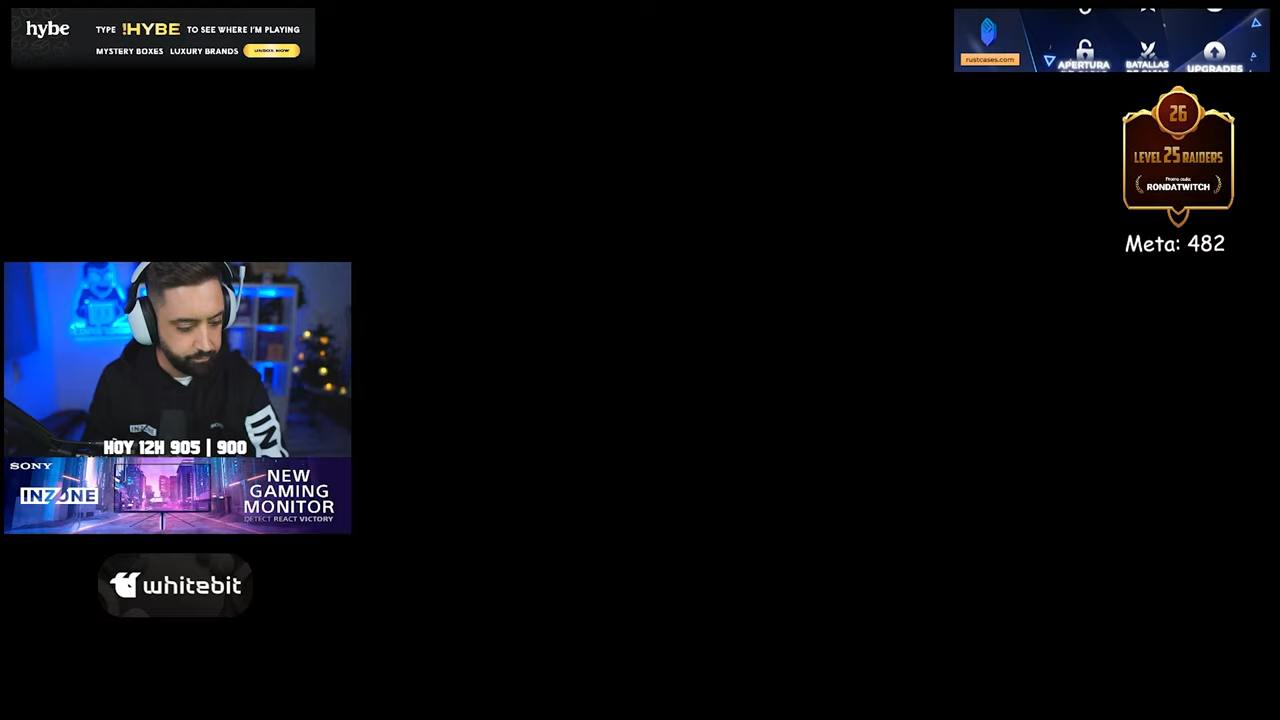 hybe
TYPE !HYBE TO SEE WHERE I'M PLAYING
MYSTERY BOXES LUXURY BRANDS UNBOX NOW
rustcases.com
APERTURA
BATALLAS
UPGRADES
26
LEVEL 25 RAIDERS
Promo code:
RONDATWITCH
Meta: 482
HOY 12H 905 | 900
SONY
INZONE
NEW
GAMING
MONITOR
DETECT REACT VICTORY
whitebit